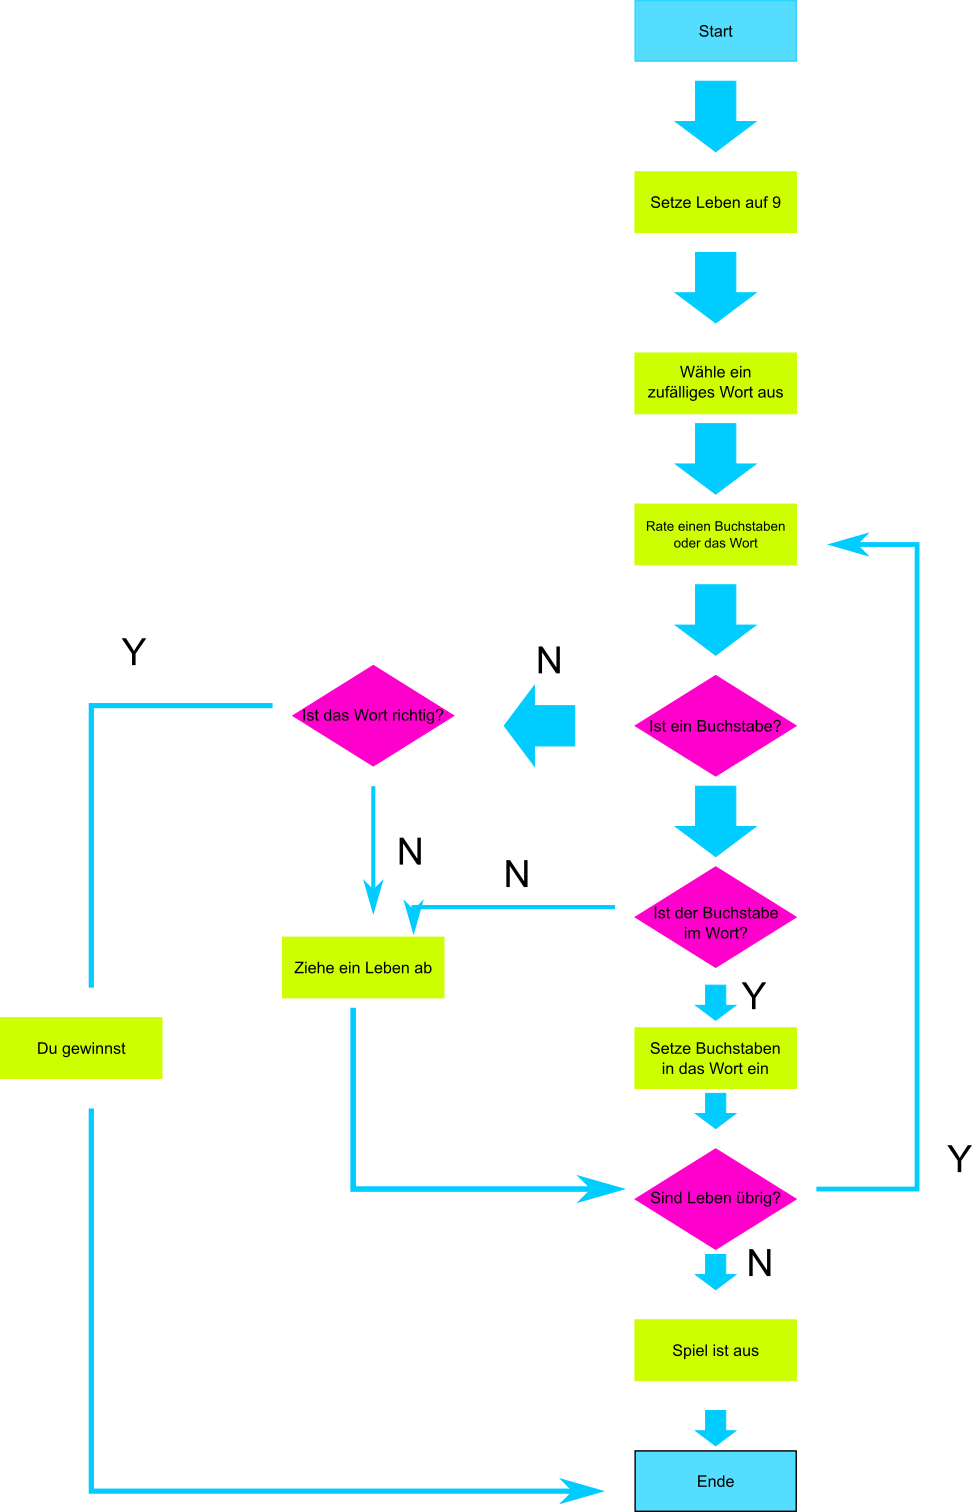 Start
Setze Leben auf 9
Wähle ein
zufälliges Wort aus
Rate einen Buchstaben
oder das Wort
Y
N
Ist das Wort richtig?
Ist ein Buchstabe?
N
N
Ist der Buchstabe
im Wort?
Ziehe ein Leben ab
Y
Du gewinnst
Setze Buchstaben
in das Wort ein
Y
Sind Leben übrig?
N
Spiel ist aus
Ende